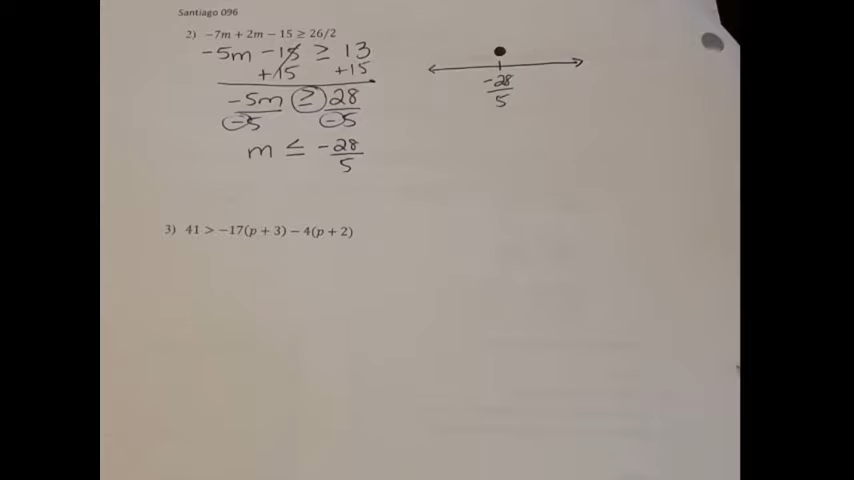 Santiago 096
2) −7m + 2m − 15 ≥ 26/2
-5m - 15 ≥ 13
+15 +15
-5m ≥ 28
-5 -5
m ≤ -28/5
-28/5
3) 41 > −17(p + 3) − 4(p + 2)